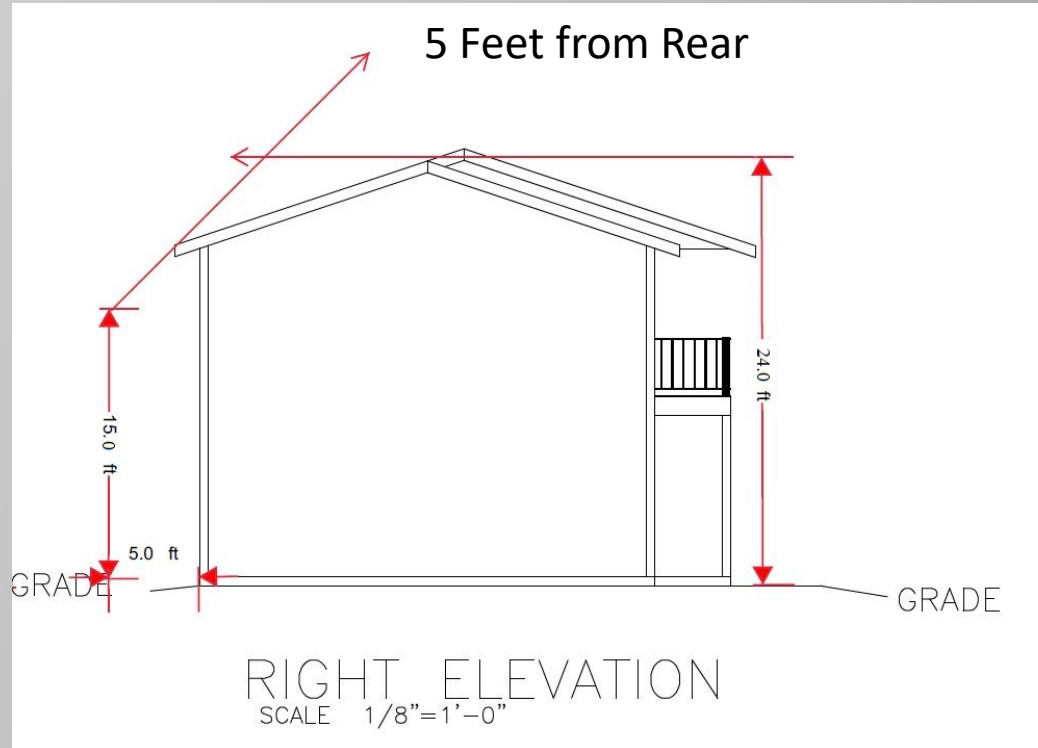 5 Feet from Rear
24.0 ft
15.0 ft
5.0 ft
GRADE
GRADE
RIGHT ELEVATION
SCALE 1/8"=1'-0"